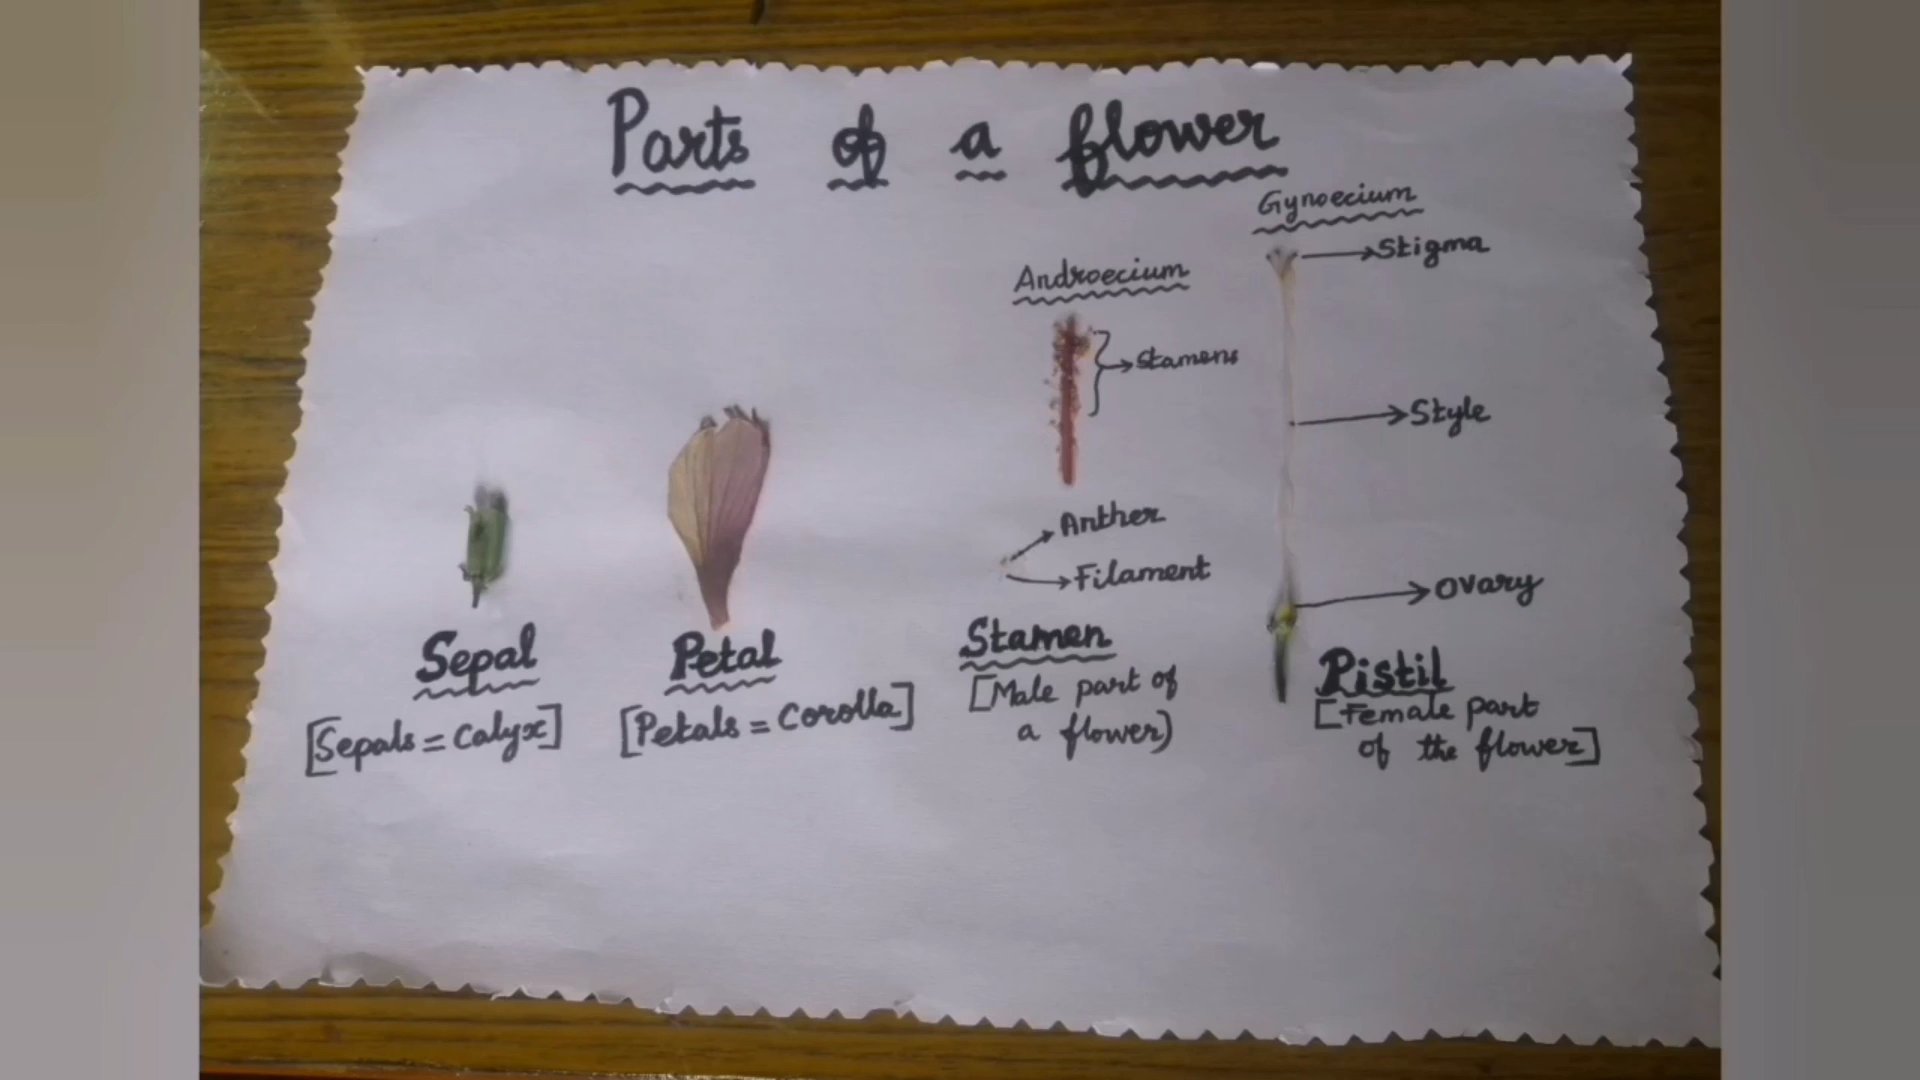 Parts of a flower
Gynoecium
Stigma
Androecium
Stamens
Style
Anther
Filament
Ovary
Sepal
[Sepals = Calyx]
Petal
[Petals = Corolla]
Stamen
[Male part of
a flower)
Pistil
[Female part
of the flower]